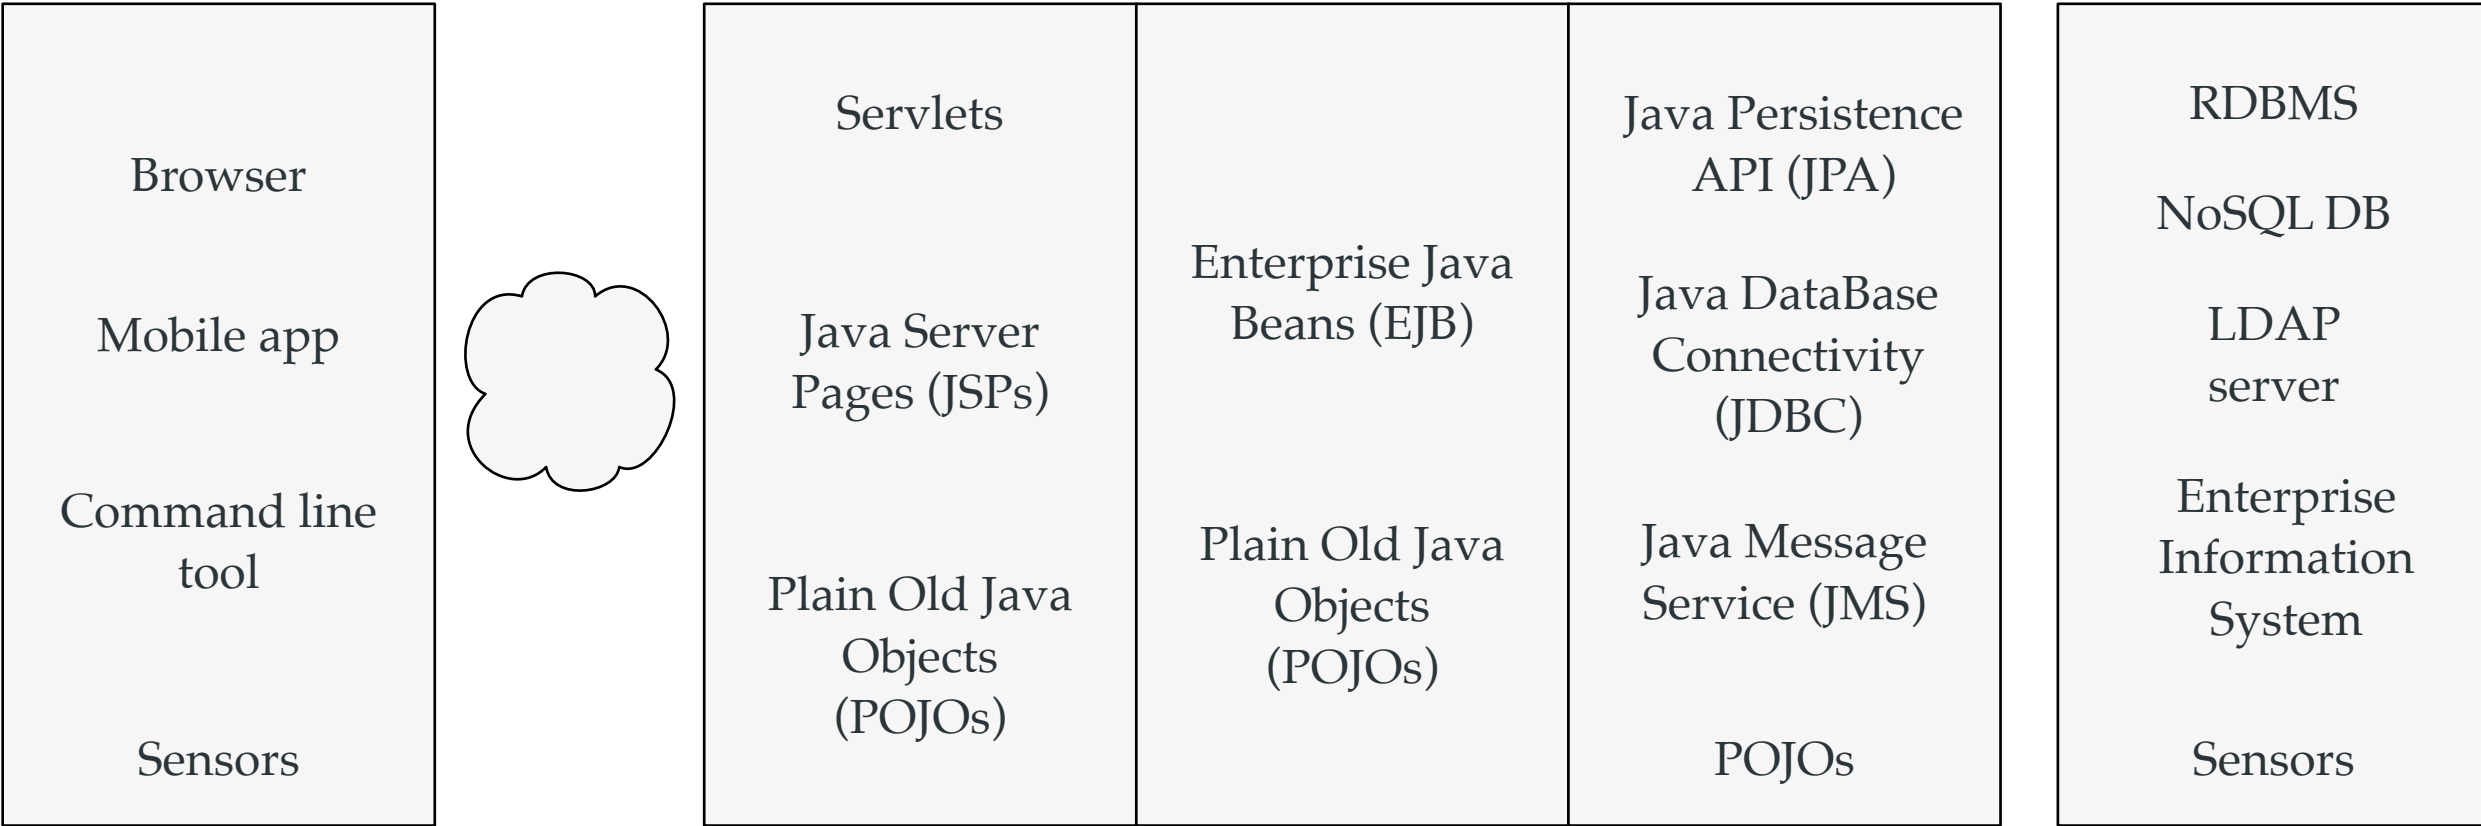 Browser
Mobile app
Command line
tool
Sensors
Servlets
Java Server
Pages (JSPs)
Plain Old Java
Objects
(POJOs)
Enterprise Java
Beans (EJB)
Plain Old Java
Objects
(POJOs)
Java Persistence
API (JPA)
Java DataBase
Connectivity
(JDBC)
Java Message
Service (JMS)
POJOs
RDBMS
NoSQL DB
LDAP
server
Enterprise
Information
System
Sensors